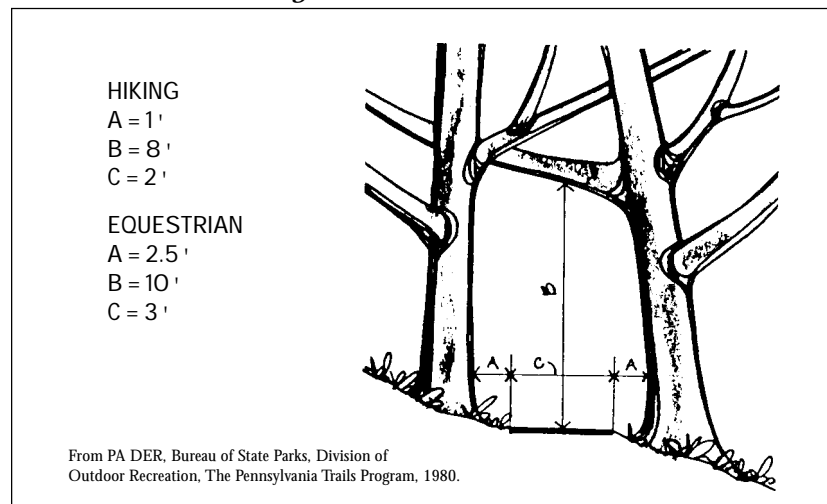 HIKING
A = 1'
B = 8'
C = 2'
EQUESTRIAN
A = 2.5'
B = 10'
C = 3'
B
A C A
From PA DER, Bureau of State Parks, Division of
Outdoor Recreation, The Pennsylvania Trails Program, 1980.